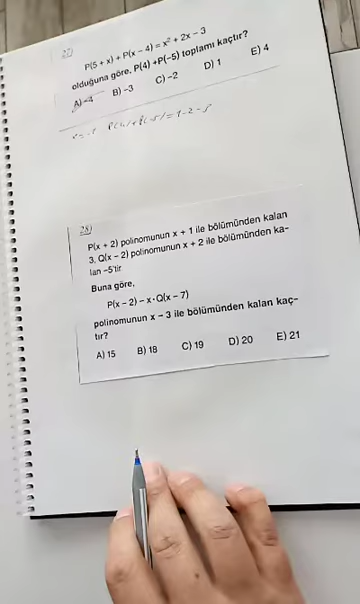 27)
P(5 + x) + P(x – 4) = x² + 2x – 3
olduğuna göre, P(4) +P(–5) toplamı kaçtır?
A) –4 B) –3 C) –2 D) 1 E) 4
28)
P(x + 2) polinomunun x + 1 ile bölümünden kalan
3, Q(x – 2) polinomunun x + 2 ile bölümünden ka-
lan –5'tir.
Buna göre,
P(x – 2) – x·Q(x – 7)
polinomunun x – 3 ile bölümünden kalan kaç-
tır?
A) 15 B) 18 C) 19 D) 20 E) 21